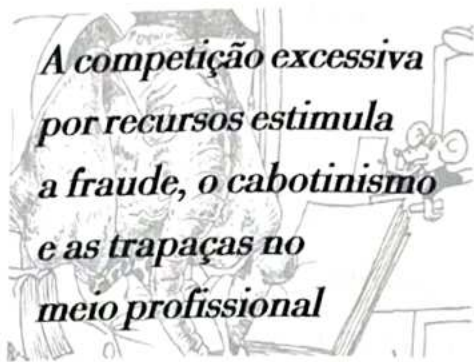 A competição excessiva
por recursos estimula
a fraude, o cabotinismo
e as trapaças no
meio profissional